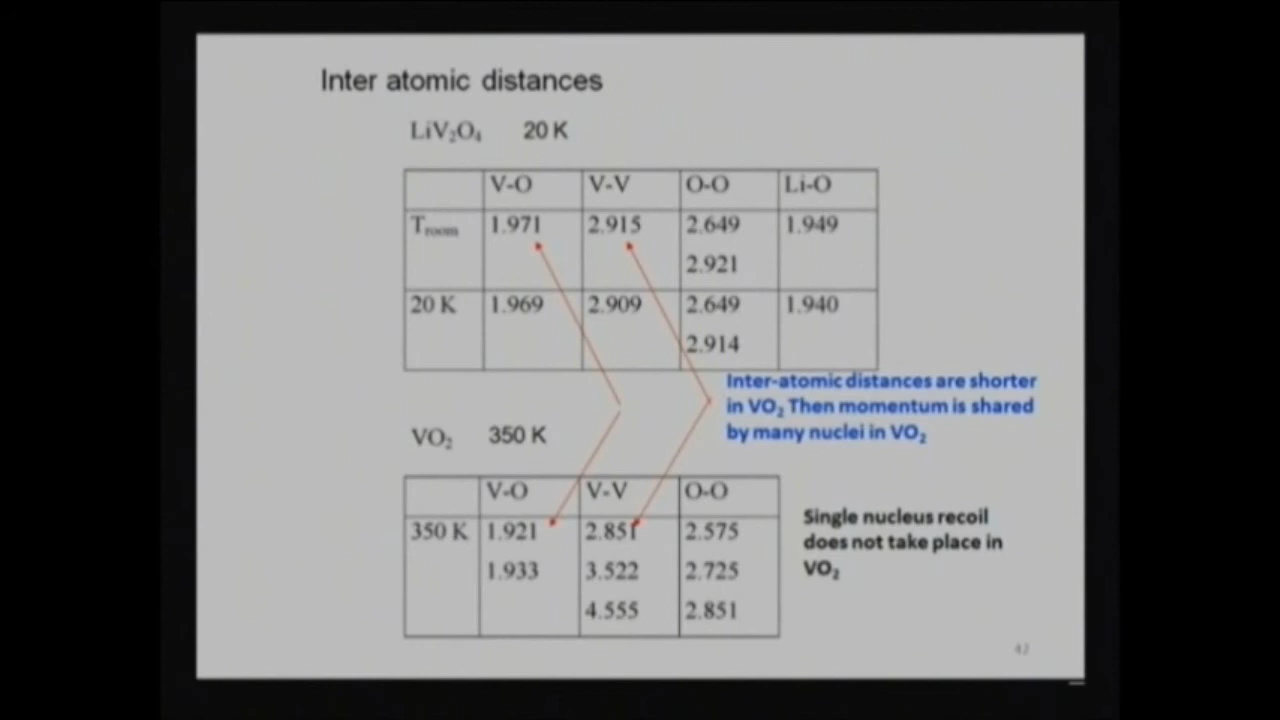 Inter atomic distances
LiV₂O₄ 20 K
V-O V-V O-O Li-O
Troom 1.971 2.915 2.649 1.949
2.921
20 K 1.969 2.909 2.649 1.940
2.914
Inter-atomic distances are shorter
in VO₂ Then momentum is shared
by many nuclei in VO₂
VO₂ 350 K
V-O V-V O-O
350 K 1.921 2.851 2.575
1.933 3.522 2.725
4.555 2.851
Single nucleus recoil
does not take place in
VO₂
42